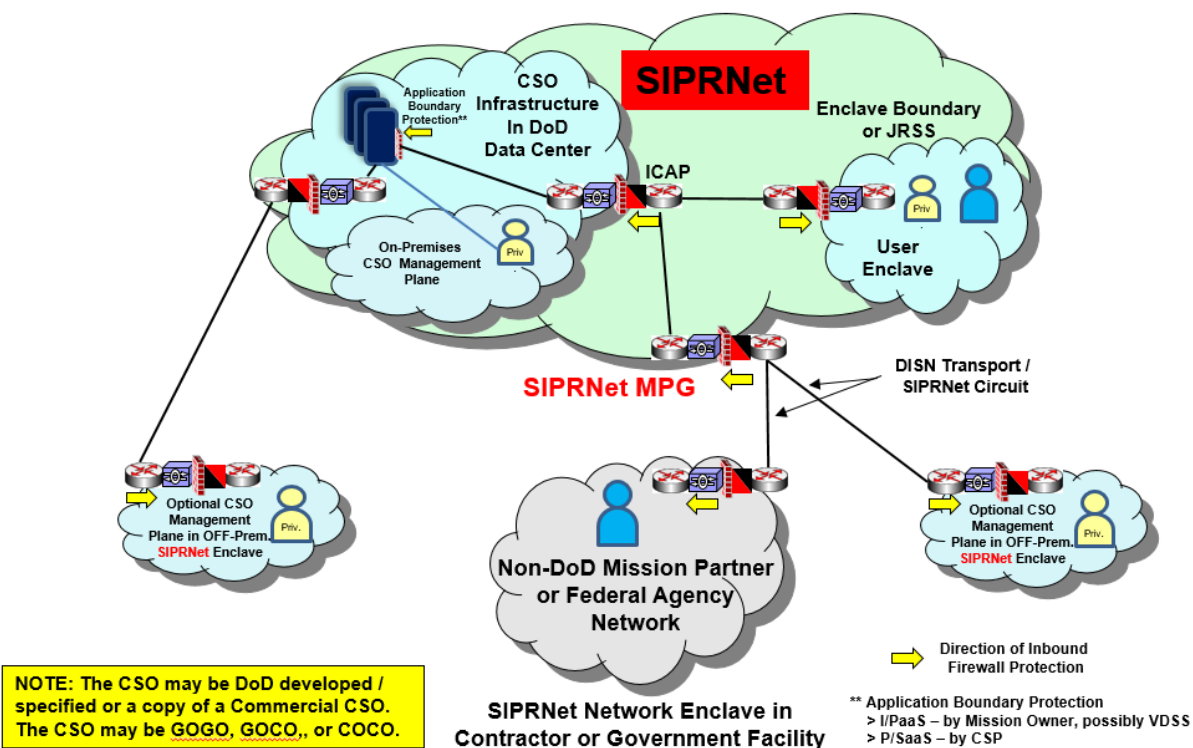 SIPRNet
CSO
Infrastructure
In DoD
Data Center
Application
Boundary
Protection**
Enclave Boundary
or JRSS
ICAP
Priv
User
Enclave
On-Premises
CSO Management
Plane
Priv
SIPRNet MPG
DISN Transport /
SIPRNet Circuit
Optional CSO
Management
Plane in OFF-Prem.
SIPRNet Enclave
Priv.
Non-DoD Mission Partner
or Federal Agency
Network
Optional CSO
Management
Plane in OFF-Prem.
SIPRNet Enclave
Priv.
Direction of Inbound
Firewall Protection
NOTE: The CSO may be DoD developed /
specified or a copy of a Commercial CSO.
The CSO may be GOGO, GOCO,, or COCO.
SIPRNet Network Enclave in
Contractor or Government Facility
** Application Boundary Protection
> I/PaaS – by Mission Owner, possibly VDSS
> P/SaaS – by CSP